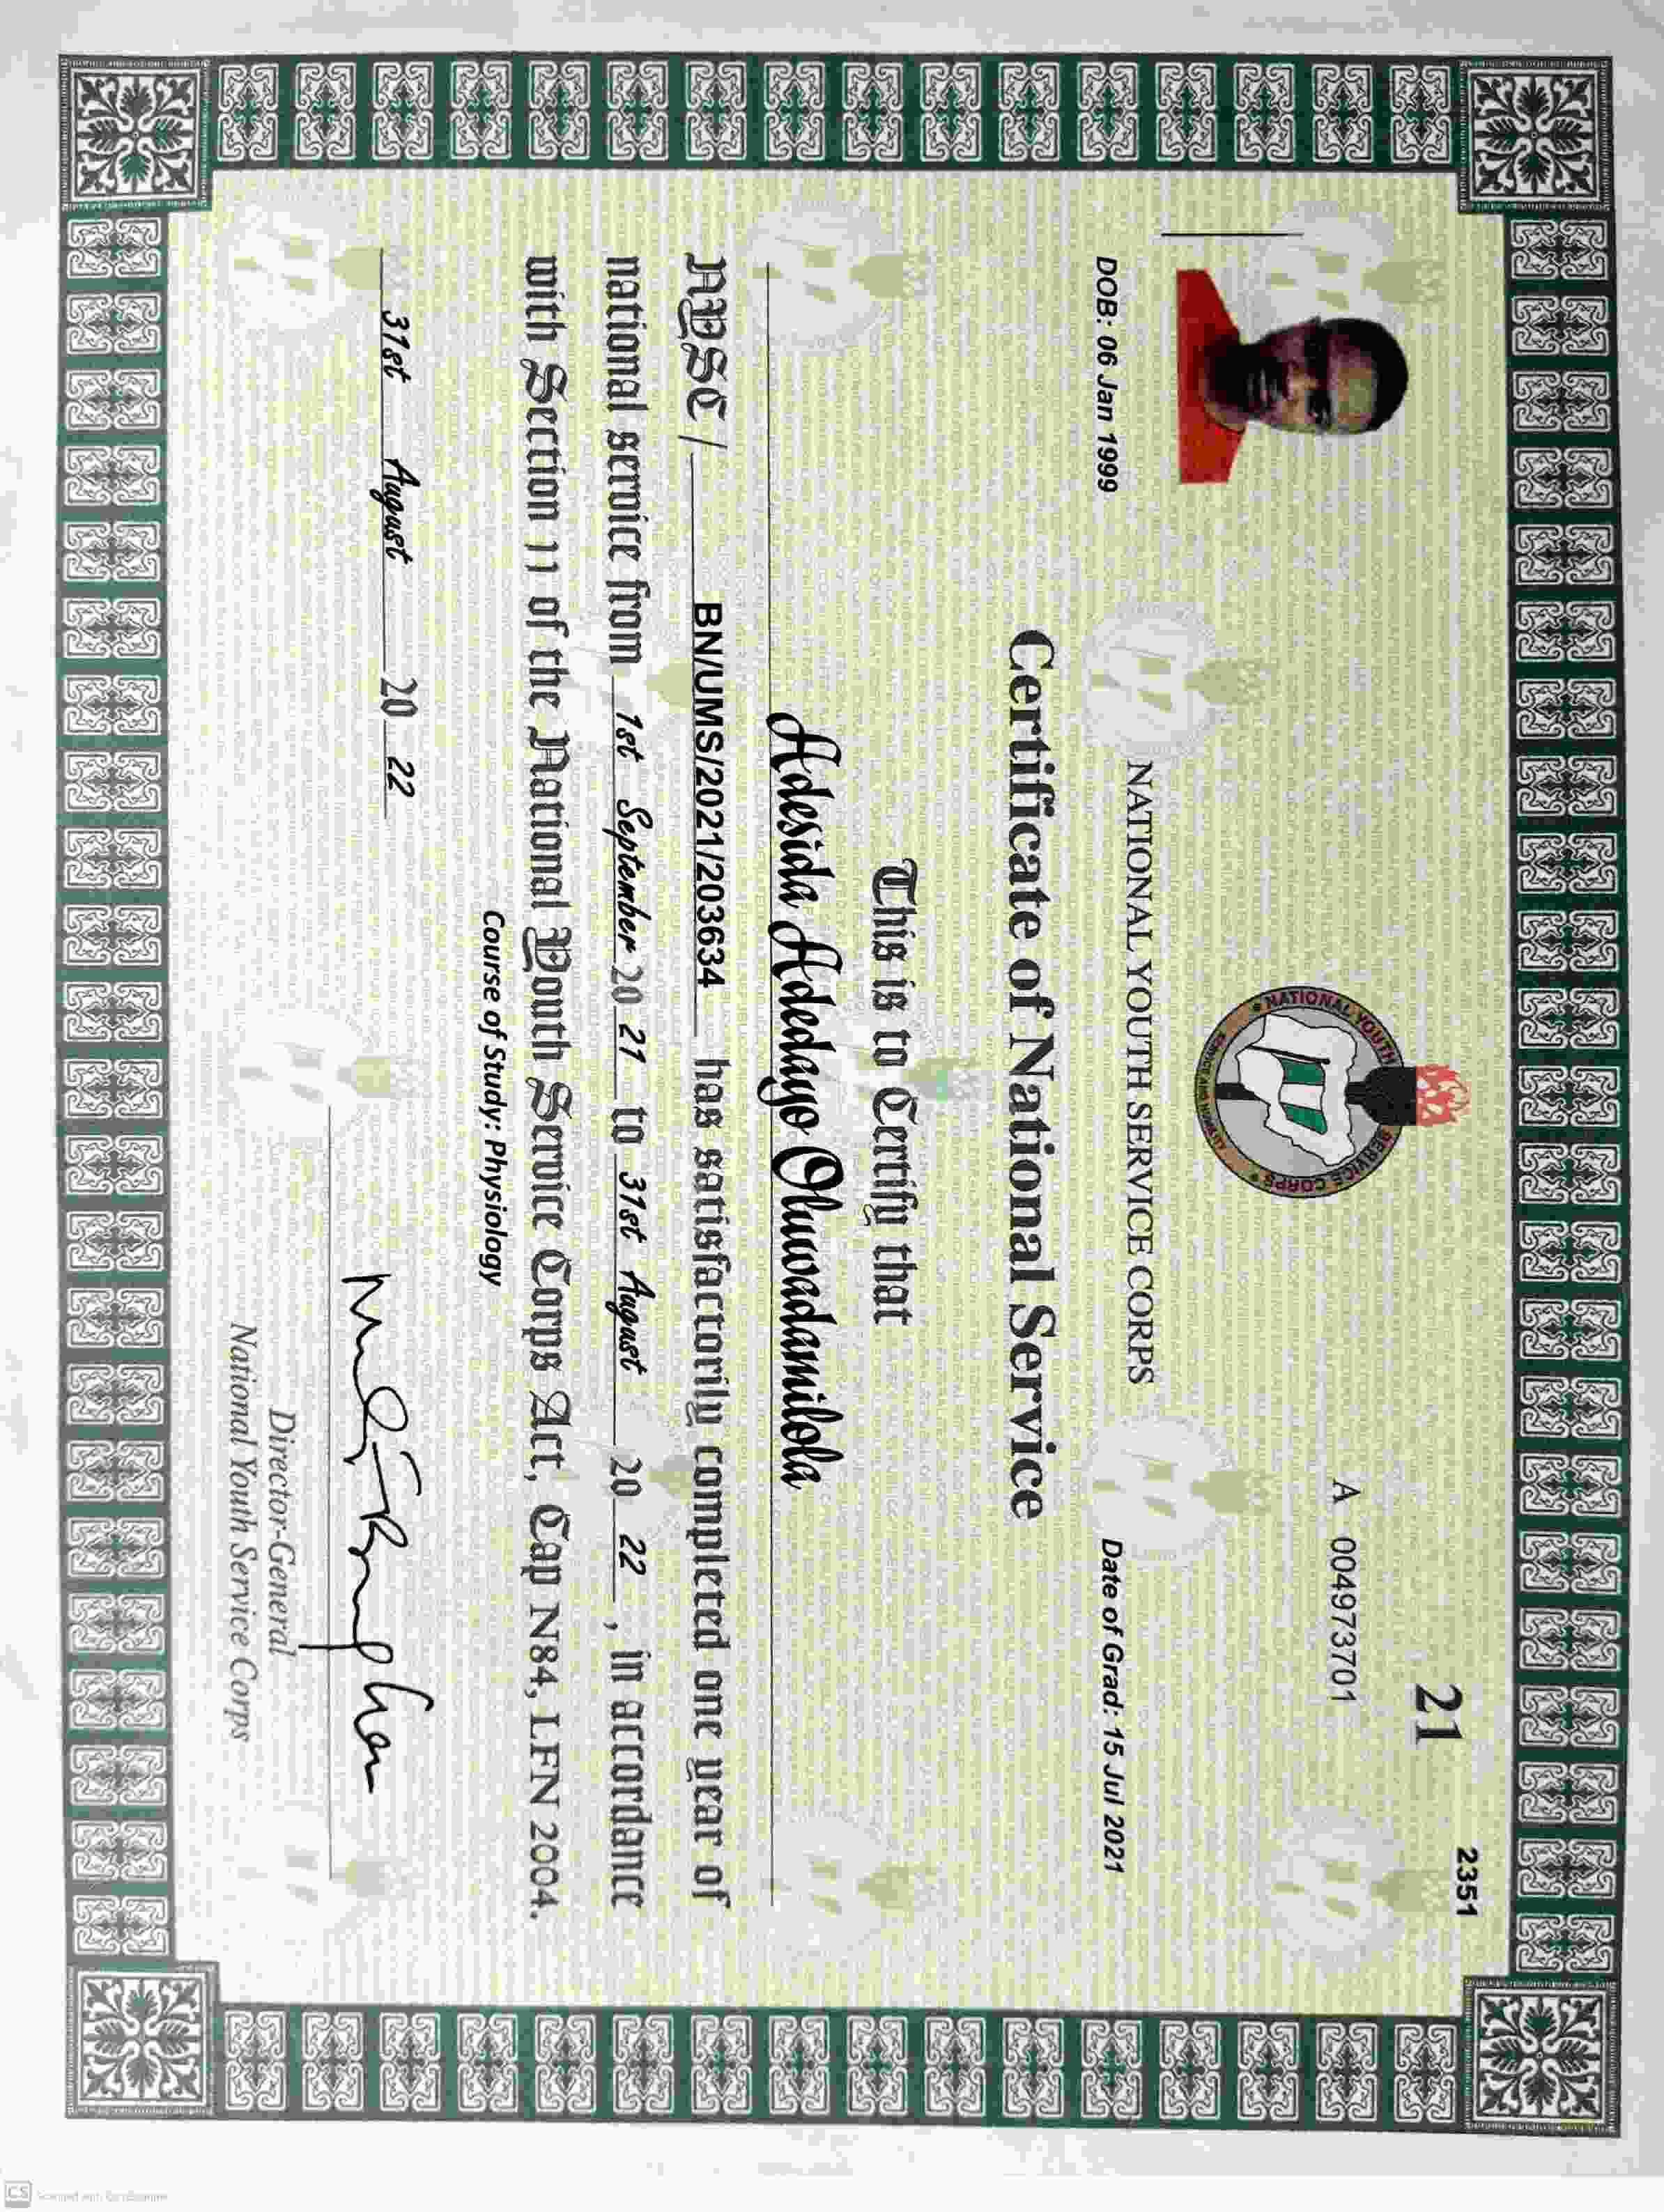 2351
21
A 004973701
NATIONAL YOUTH SERVICE CORPS
DOB: 06 Jan 1999
NATIONAL YOUTH SERVICE CORPS
Date of Grad: 15 Jul 2021
Certificate of National Service
This is to Certify that
Adesida Adedayo Oluwadamilola
NYSC / BN/UMS/2021/203634 has satisfactorily completed one year of
national service from 1st September 20 21 to 31st August 20 22 , in accordance
with Section 11 of the National Youth Service Corps Act, Cap N84, LFN 2004.
Course of Study: Physiology
31st August 20 22
Director-General
National Youth Service Corps
CS Scanned with CamScanner